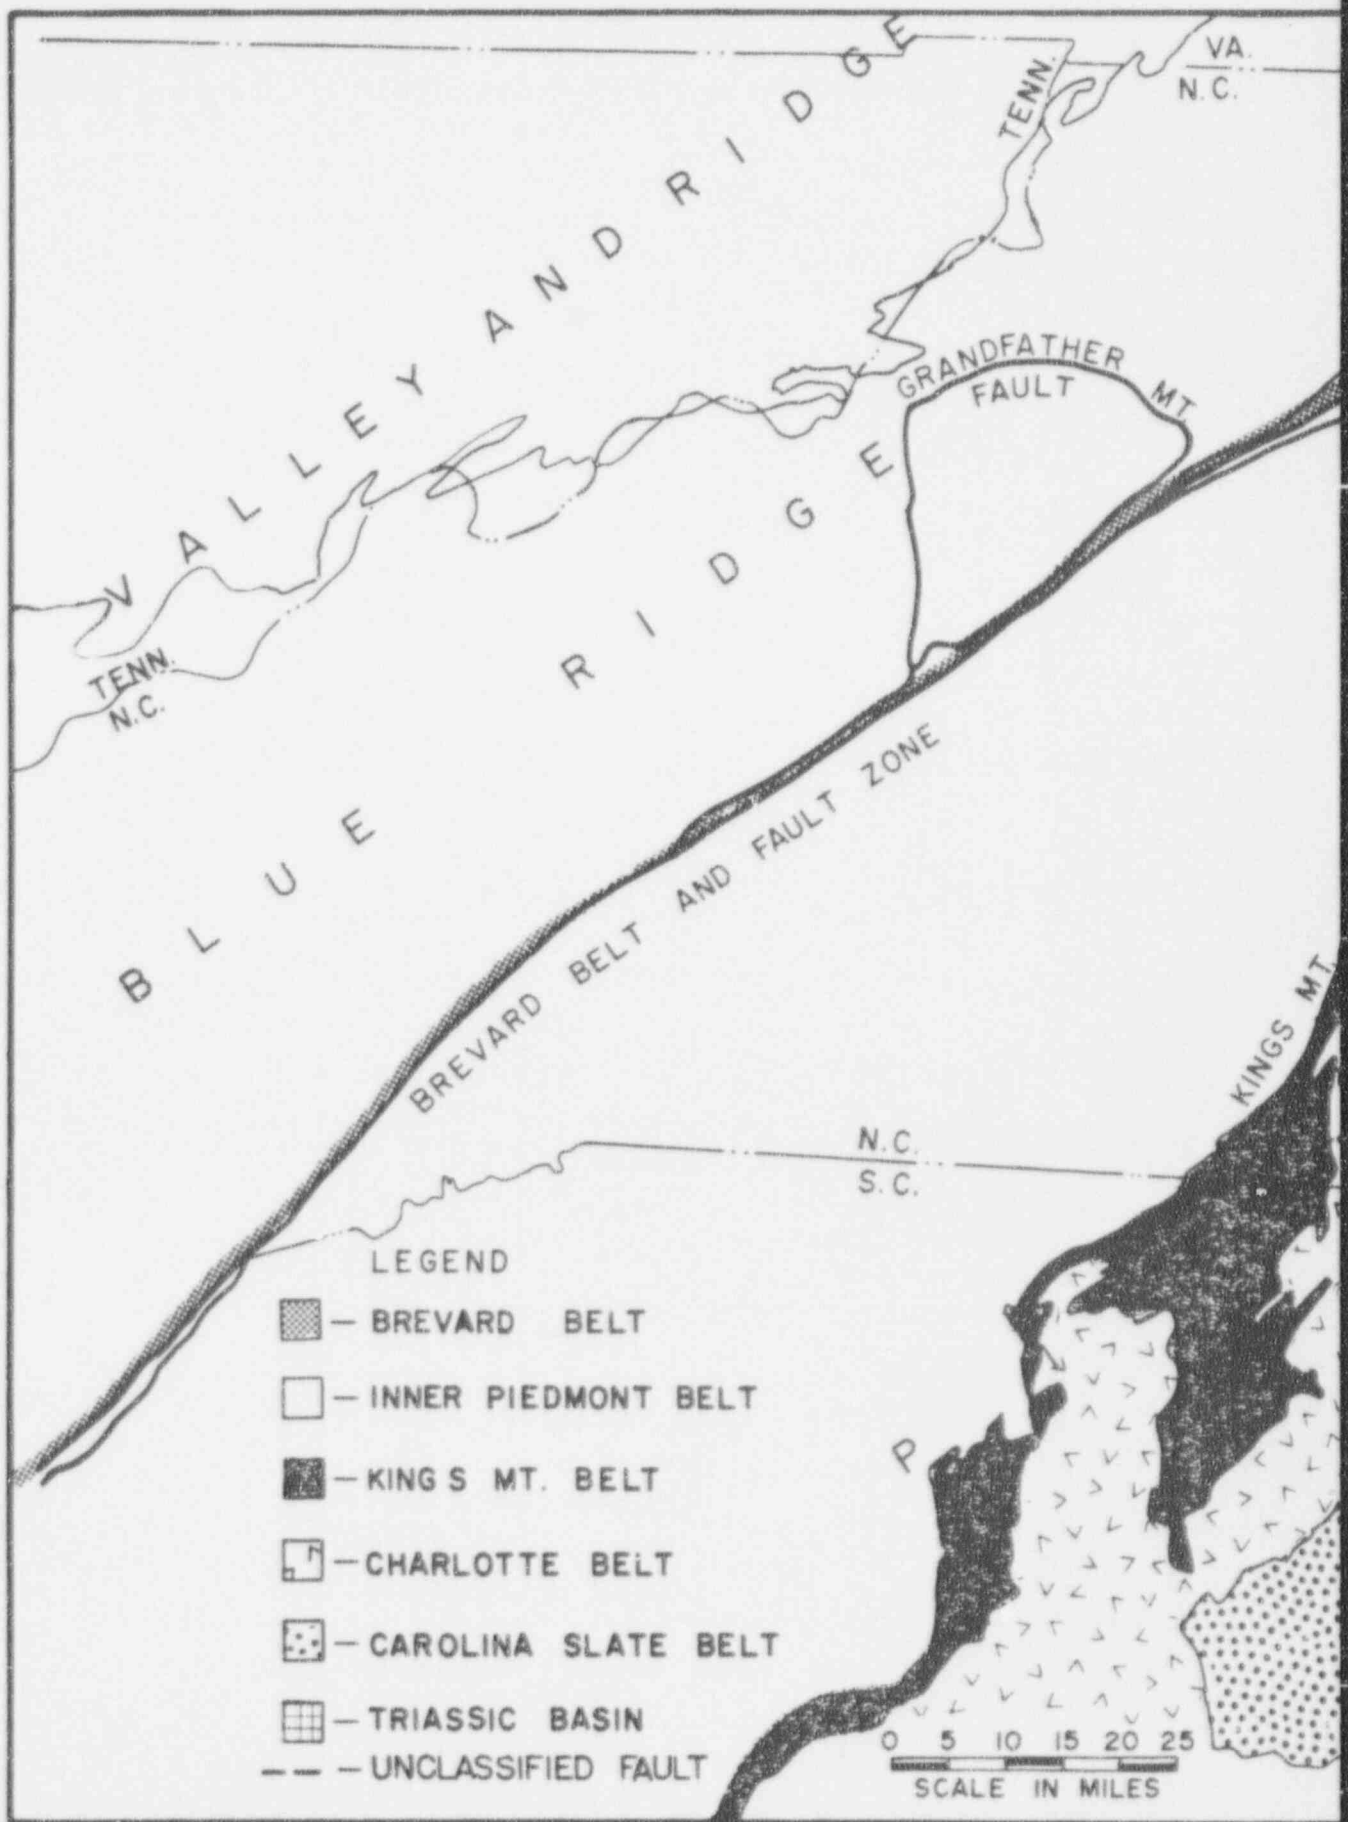 VALLEY AND RIDGE
TENN.
VA.
N.C.
GRANDFATHER MT.
FAULT
TENN.
N.C.
BLUE RIDGE
BREVARD BELT AND FAULT ZONE
KINGS MT.
N.C.
S.C.
P
LEGEND
— BREVARD BELT
— INNER PIEDMONT BELT
— KINGS MT. BELT
— CHARLOTTE BELT
— CAROLINA SLATE BELT
— TRIASSIC BASIN
— UNCLASSIFIED FAULT
0 5 10 15 20 25
SCALE IN MILES